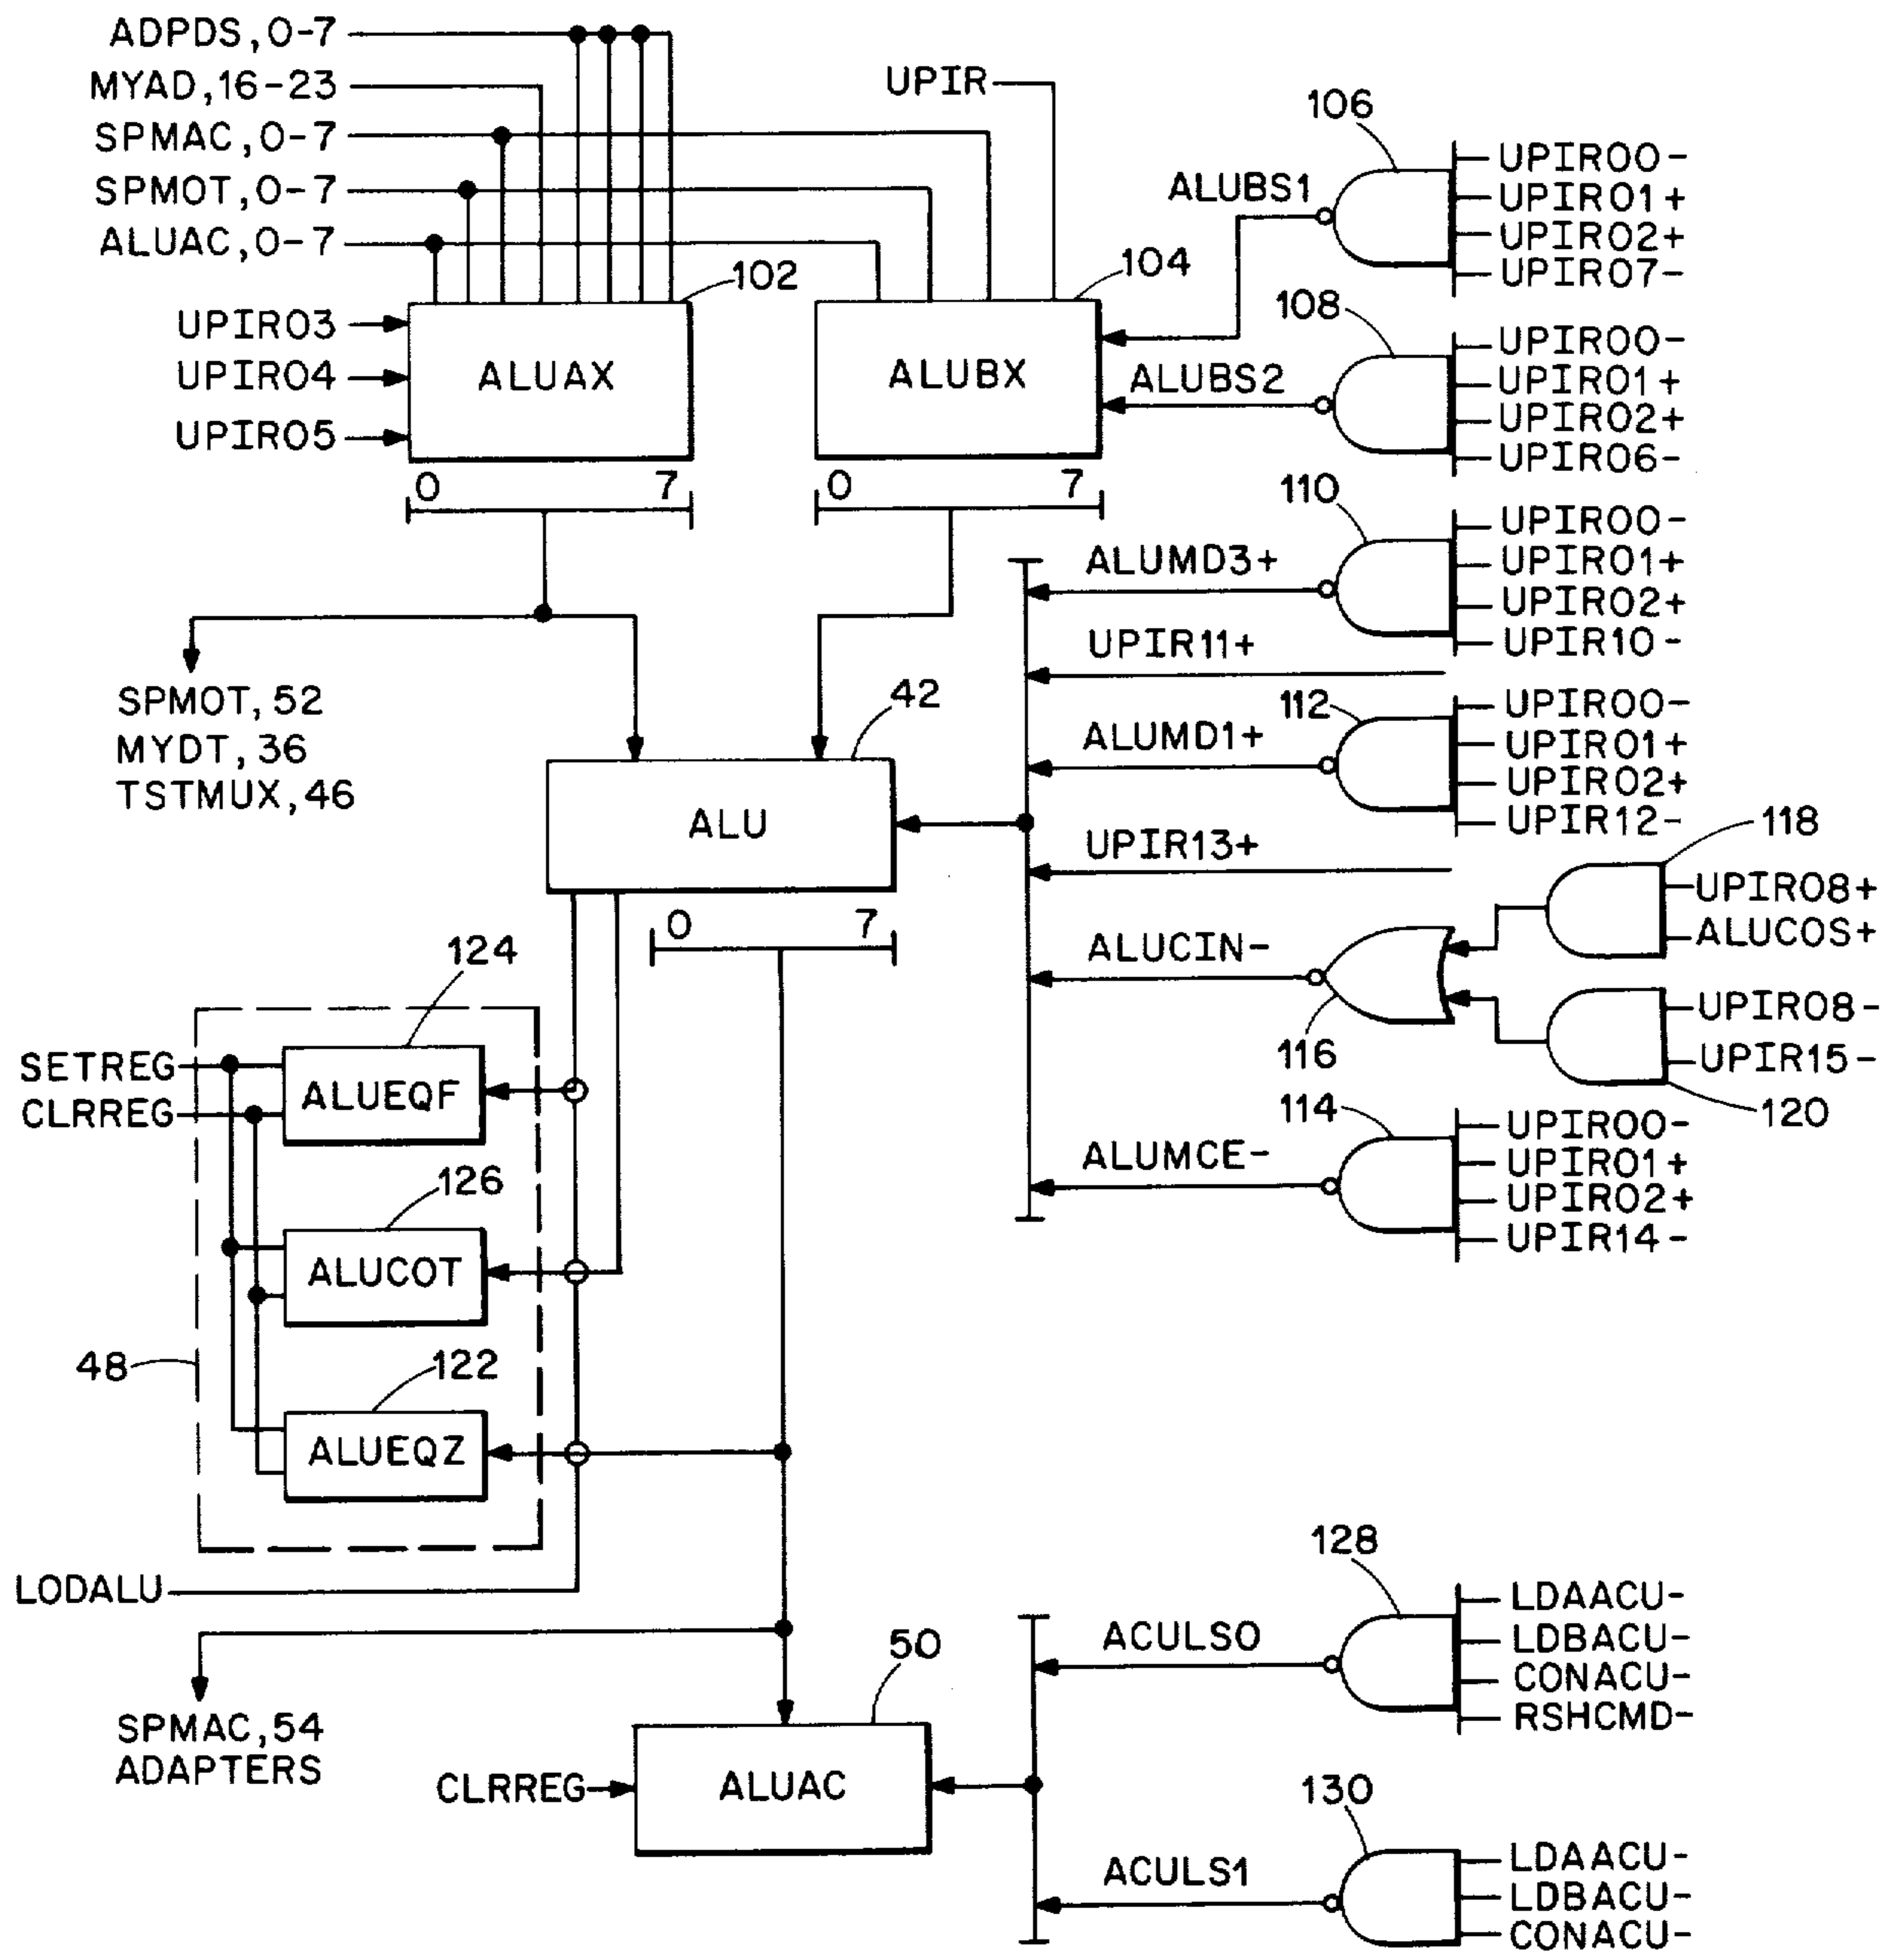 ADPDS,0-7
MYAD,16-23
SPMAC,0-7
SPMOT,0-7
ALUAC,0-7
UPIR03
UPIR04
UPIR05
102
ALUAX
0 7
UPIR
104
ALUBX
0 7
ALUBS1
106
UPIR00-
UPIR01+
UPIR02+
UPIR07-
ALUBS2
108
UPIR00-
UPIR01+
UPIR02+
UPIR06-
ALUMD3+
110
UPIR00-
UPIR01+
UPIR02+
UPIR10-
UPIR11+
ALUMD1+
112
UPIR00-
UPIR01+
UPIR02+
UPIR12-
UPIR13+
118
UPIR08+
ALUCOS+
ALUCIN-
116
UPIR08-
UPIR15-
120
ALUMCE-
114
UPIR00-
UPIR01+
UPIR02+
UPIR14-
SPMOT,52
MYDT,36
TSTMUX,46
42
ALU
0 7
124
SETREG
CLRREG
ALUEQF
126
ALUCOT
48
122
ALUEQZ
LODALU
SPMAC,54
ADAPTERS
50
CLRREG
ALUAC
ACULS0
128
LDAACU-
LDBACU-
CONACU-
RSHCMD-
ACULS1
130
LDAACU-
LDBACU-
CONACU-